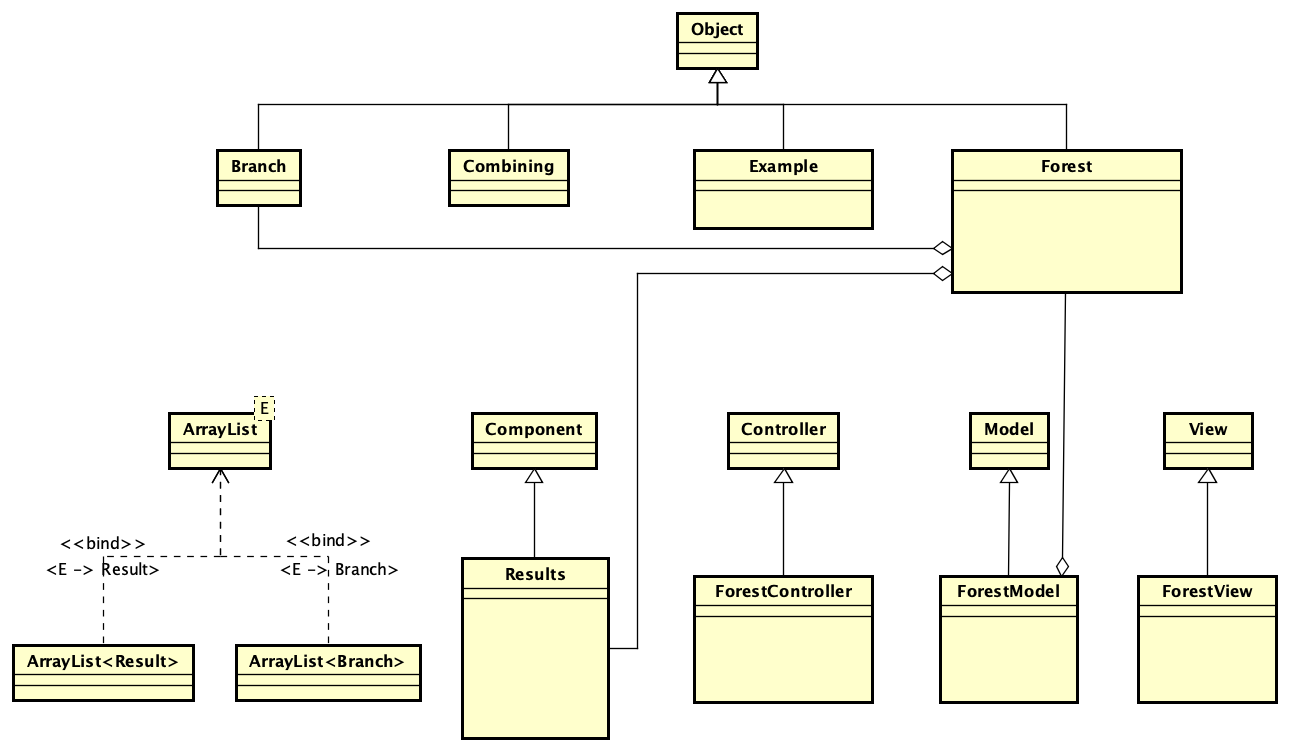 Object
Branch
Combining
Example
Forest
E
ArrayList
Component
Controller
Model
View
<<bind>>
<<bind>>
<E -> Result>
<E -> Branch>
Results
ForestController
ForestModel
ForestView
ArrayList<Result>
ArrayList<Branch>